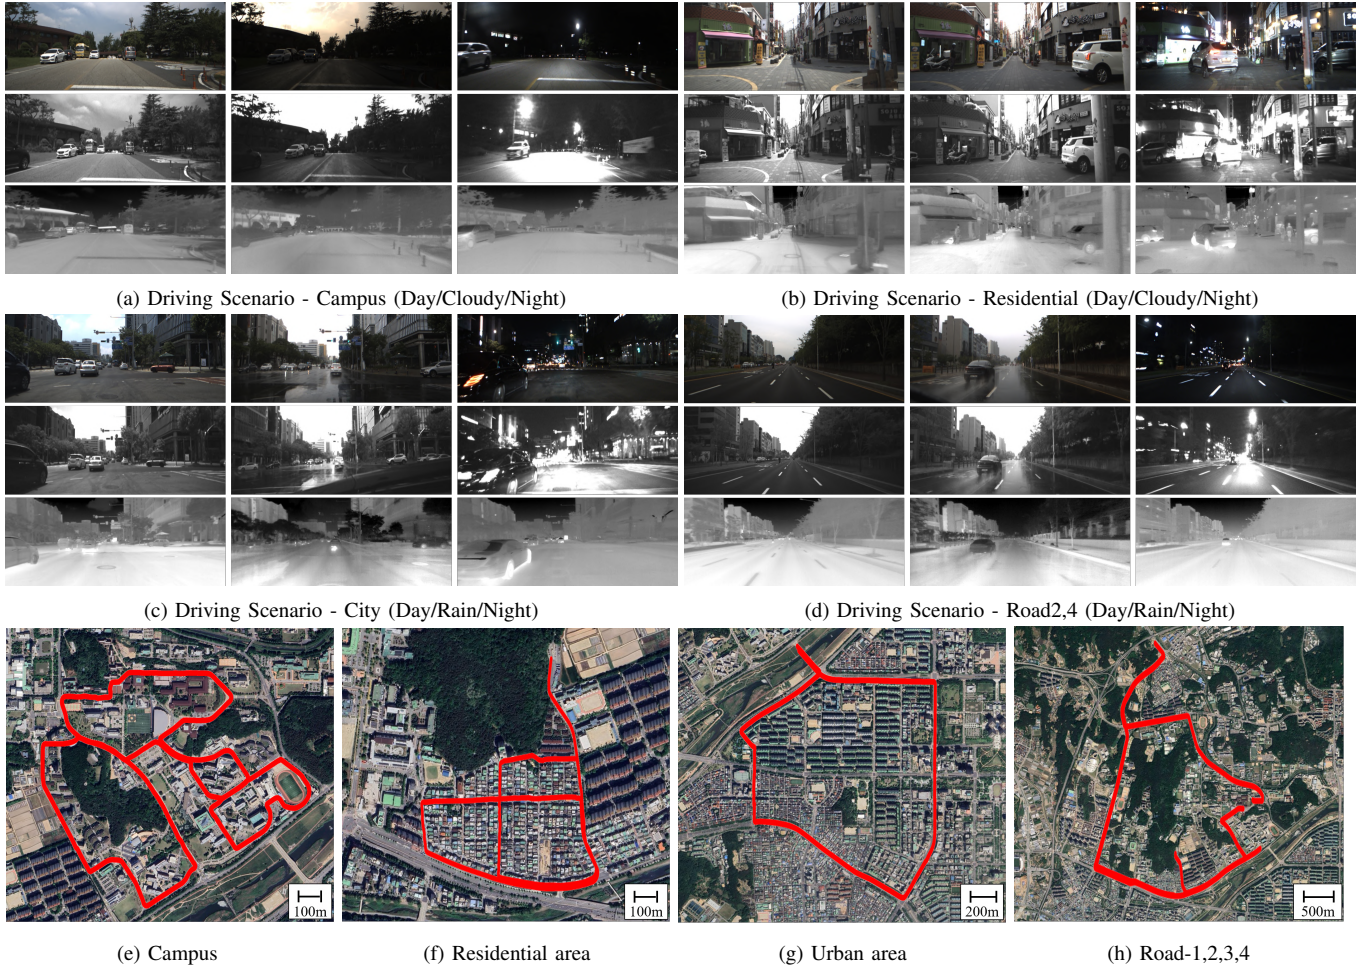 (a) Driving Scenario - Campus (Day/Cloudy/Night)
(b) Driving Scenario - Residential (Day/Cloudy/Night)
(c) Driving Scenario - City (Day/Rain/Night)
(d) Driving Scenario - Road2,4 (Day/Rain/Night)
100m
100m
200m
500m
(e) Campus
(f) Residential area
(g) Urban area
(h) Road-1,2,3,4